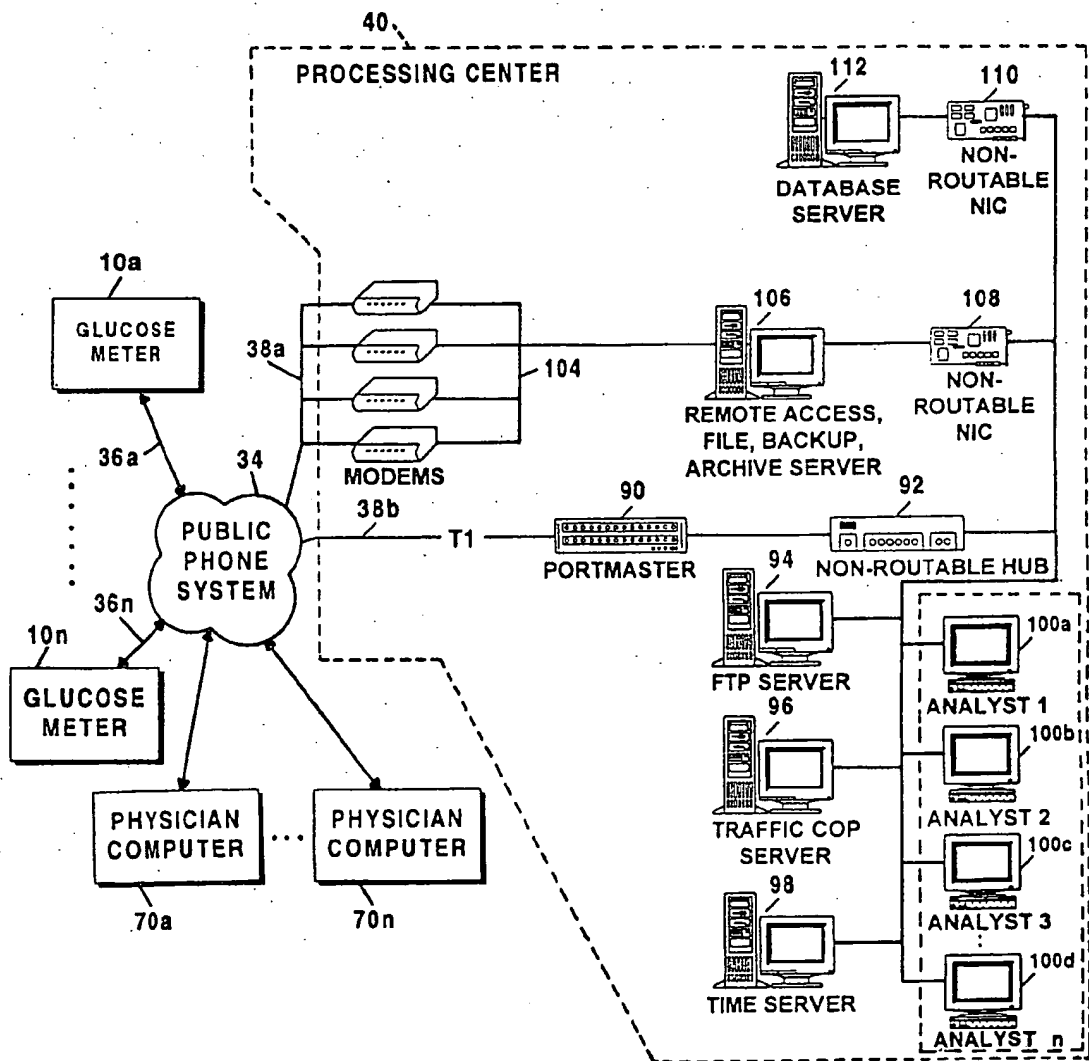 40
PROCESSING CENTER
112
110
DATABASE
SERVER
NON-
ROUTABLE
NIC
10a
GLUCOSE
METER
38a
104
106
108
36a
34
MODEMS
REMOTE ACCESS,
FILE, BACKUP,
ARCHIVE SERVER
NON-
ROUTABLE
NIC
PUBLIC
PHONE
SYSTEM
38b
T1
90
PORTMASTER
92
NON-ROUTABLE HUB
36n
10n
GLUCOSE
METER
94
FTP SERVER
100a
ANALYST 1
96
TRAFFIC COP
SERVER
100b
ANALYST 2
PHYSICIAN
COMPUTER
PHYSICIAN
COMPUTER
70a
70n
98
TIME SERVER
100c
ANALYST 3
100d
ANALYST n